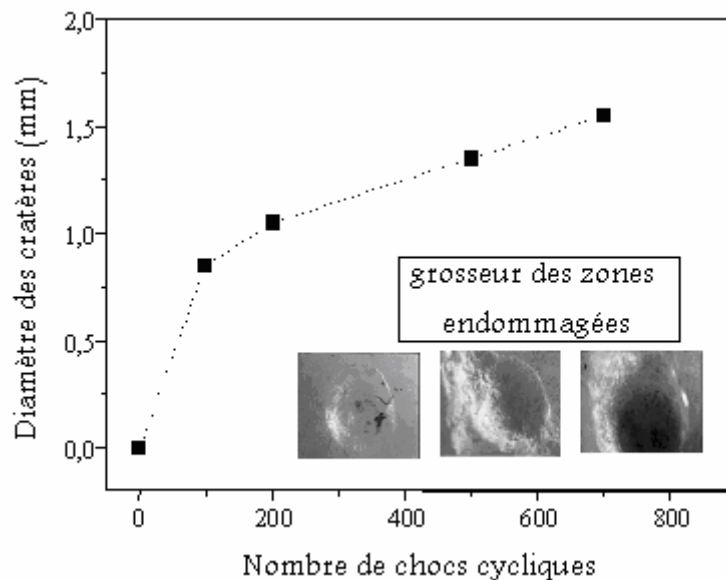 2,0
1,5
1,0
0,5
0,0
Diamètre des cratères (mm)
grosseur des zones
endommagées
0
200
400
600
800
Nombre de chocs cycliques